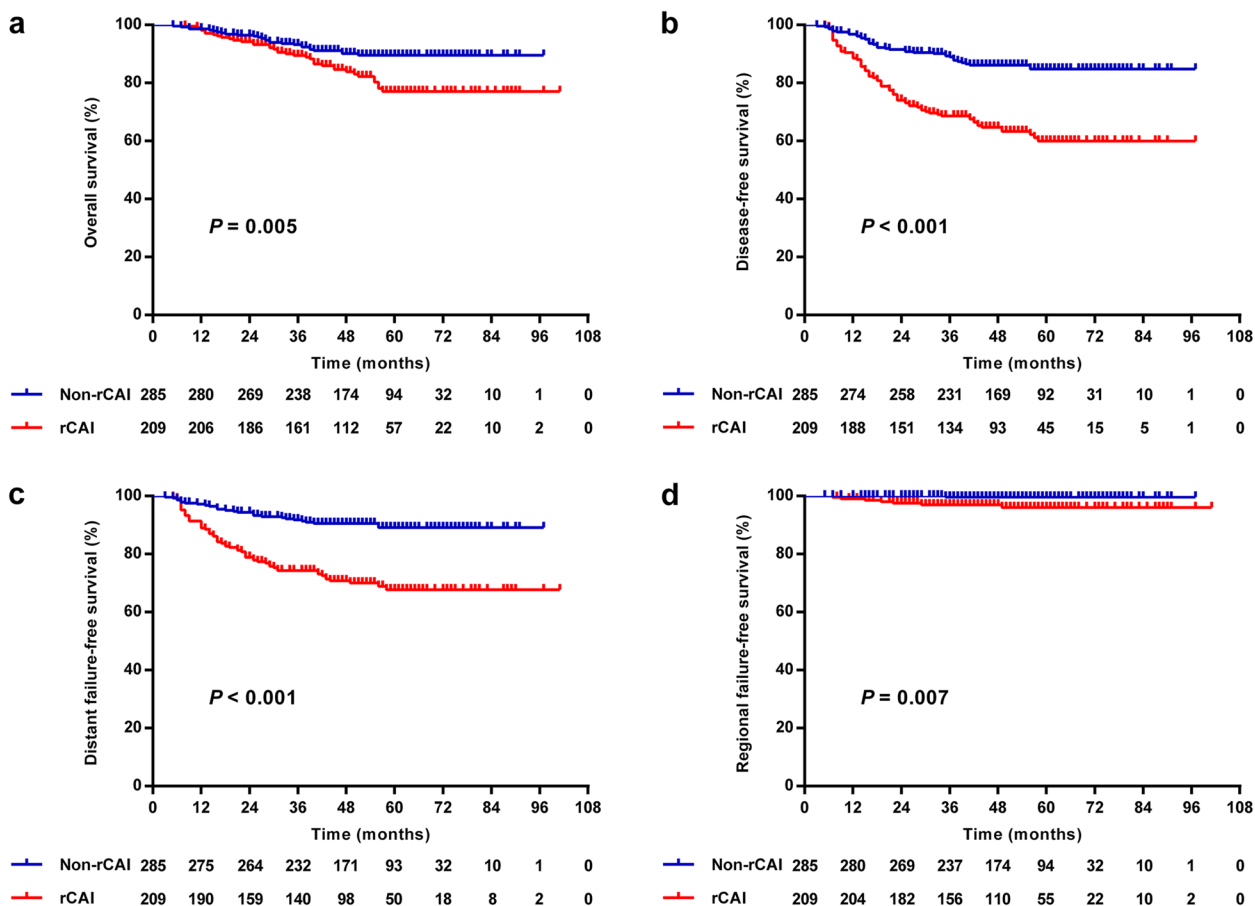 a
100
80
60
40
20
0
Overall survival (%)
P = 0.005
0 12 24 36 48 60 72 84 96 108
Time (months)
Non-rCAI 285 280 269 238 174 94 32 10 1 0
rCAI 209 206 186 161 112 57 22 10 2 0
b
100
80
60
40
20
0
Disease-free survival (%)
P < 0.001
0 12 24 36 48 60 72 84 96 108
Time (months)
Non-rCAI 285 274 258 231 169 92 31 10 1 0
rCAI 209 188 151 134 93 45 15 5 1 0
c
100
80
60
40
20
0
Distant failure-free survival (%)
P < 0.001
0 12 24 36 48 60 72 84 96 108
Time (months)
Non-rCAI 285 275 264 232 171 93 32 10 1 0
rCAI 209 190 159 140 98 50 18 8 2 0
d
100
80
60
40
20
0
Regional failure-free survival (%)
P = 0.007
0 12 24 36 48 60 72 84 96 108
Time (months)
Non-rCAI 285 280 269 237 174 94 32 10 1 0
rCAI 209 204 182 156 110 55 22 10 2 0